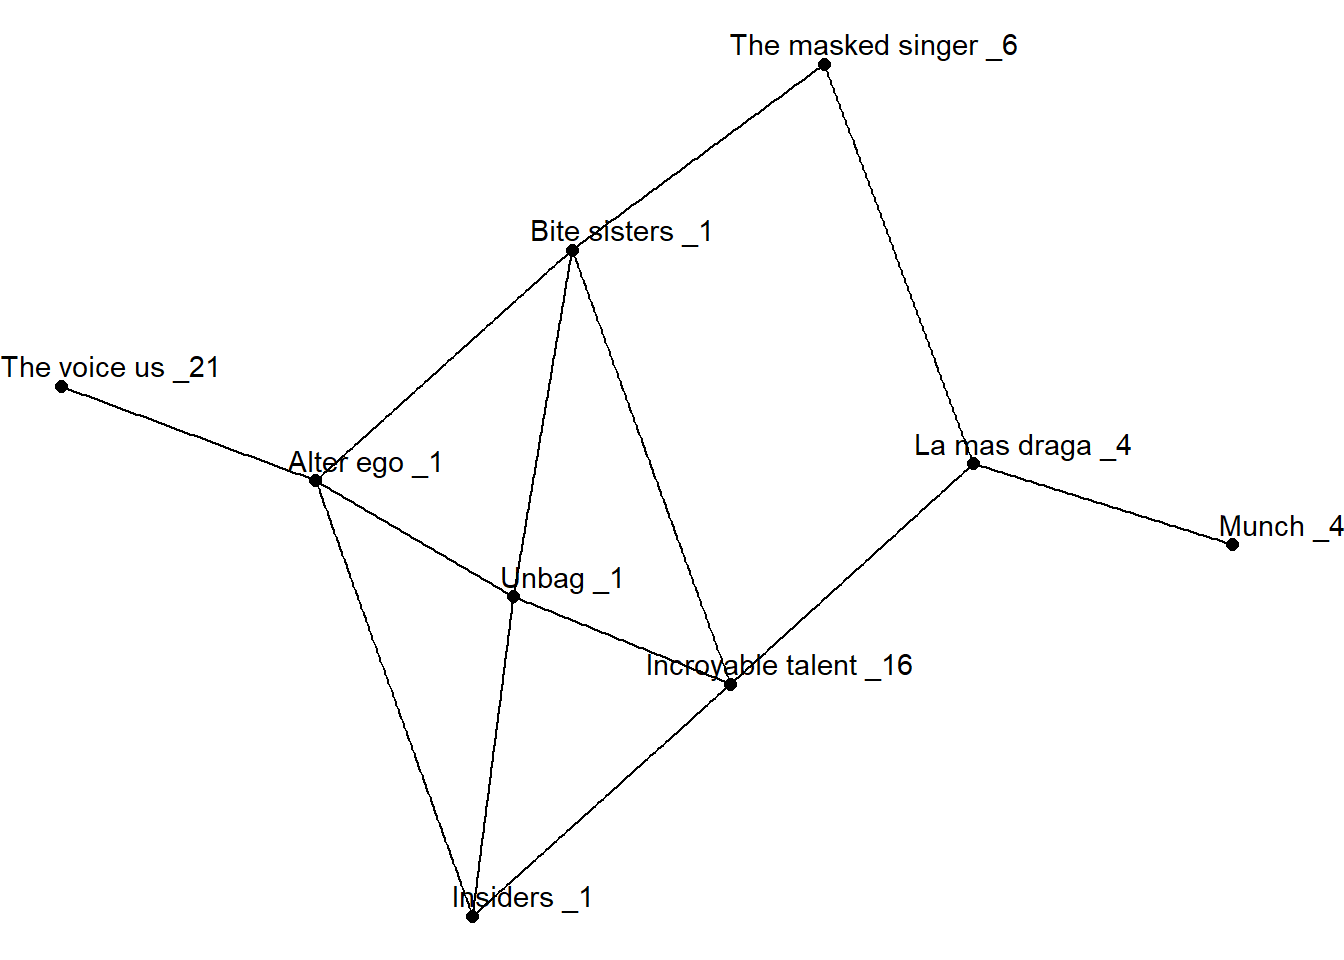 The masked singer _6
Bite sisters _1
The voice us _21
Alter ego _1
La mas draga _4
Munch _4
Unbag _1
Incroyable talent _16
Insiders _1